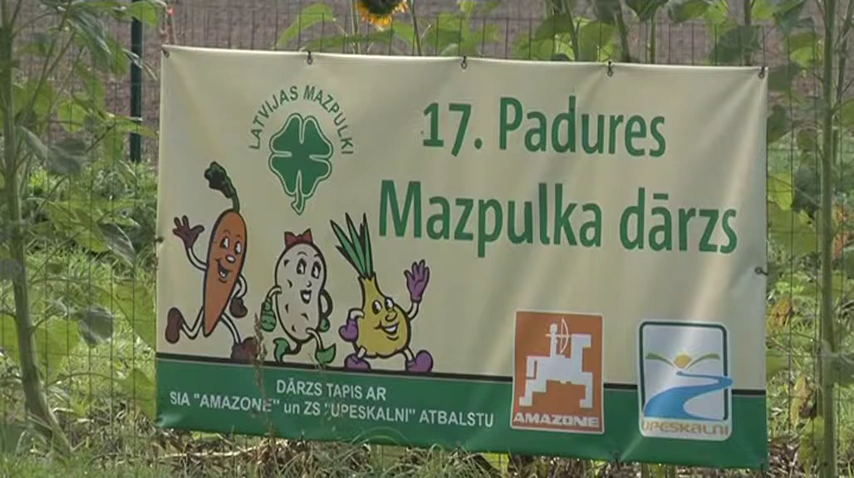 LATVIJAS MAZPULKI
17. Padures
Mazpulka dārzs
DĀRZS TAPIS AR
SIA "AMAZONE" un ZS "UPESKALNI" ATBALSTU
AMAZONE
UPESKALNI